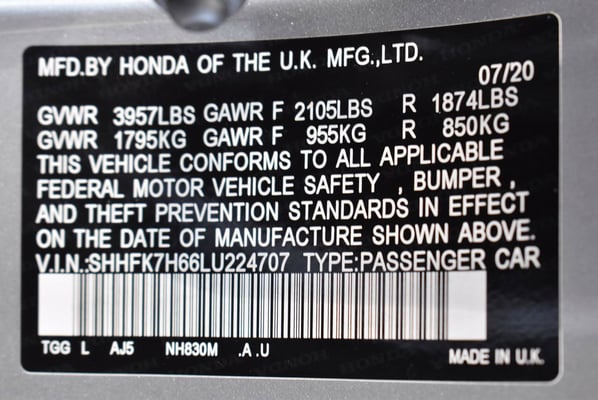 MFD.BY HONDA OF THE U.K. MFG.,LTD.
07/20
GVWR 3957LBS GAWR F 2105LBS R 1874LBS
GVWR 1795KG GAWR F 955KG R 850KG
THIS VEHICLE CONFORMS TO ALL APPLICABLE
FEDERAL MOTOR VEHICLE SAFETY , BUMPER ,
AND THEFT PREVENTION STANDARDS IN EFFECT
ON THE DATE OF MANUFACTURE SHOWN ABOVE.
V.I.N.:SHHFK7H66LU224707 TYPE:PASSENGER CAR
TGG L AJ5 NH830M .A .U
MADE IN U.K.